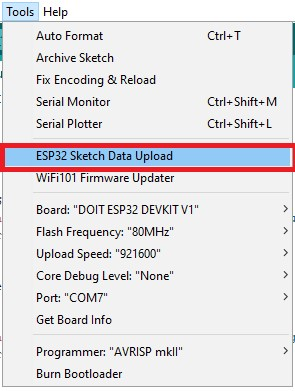 Tools Help
Auto Format Ctrl+T
Archive Sketch
Fix Encoding & Reload
Serial Monitor Ctrl+Shift+M
Serial Plotter Ctrl+Shift+L
ESP32 Sketch Data Upload
WiFi101 Firmware Updater
Board: "DOIT ESP32 DEVKIT V1"
Flash Frequency: "80MHz"
Upload Speed: "921600"
Core Debug Level: "None"
Port: "COM7"
Get Board Info
Programmer: "AVRISP mkII"
Burn Bootloader